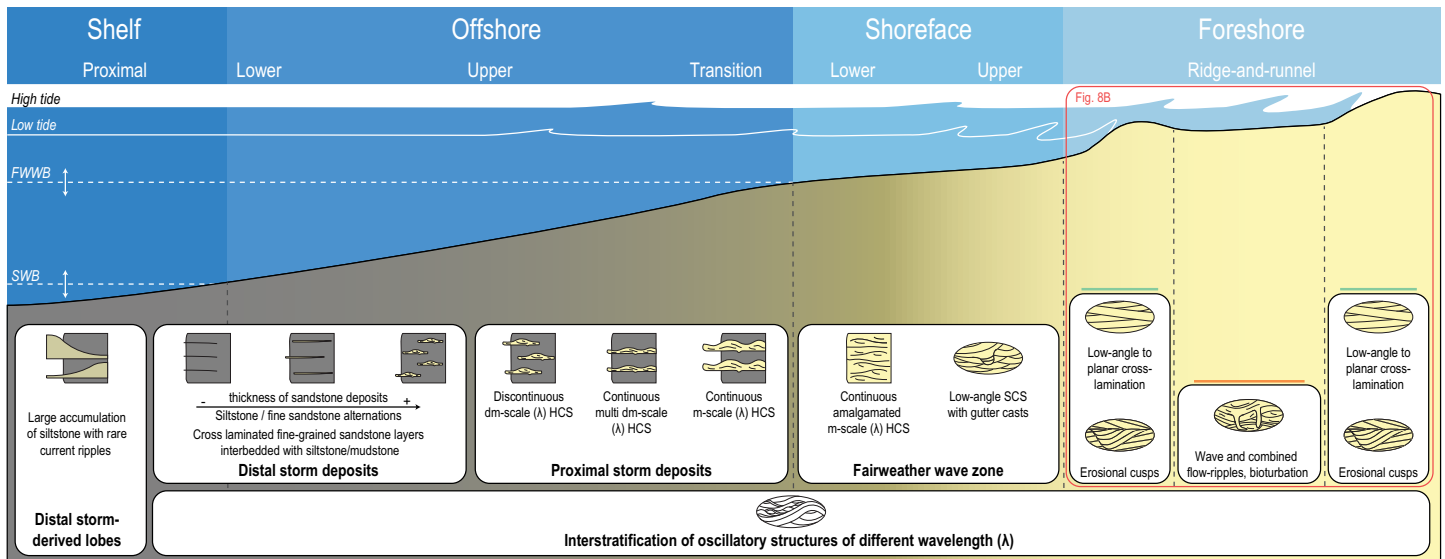 Shelf
Offshore
Shoreface
Foreshore
Proximal
Lower
Upper
Transition
Lower
Upper
Ridge-and-runnel
High tide
Low tide
FWWB
SWB
Fig. 8B
Large accumulation
of siltstone with rare
current ripples
Distal storm-
derived lobes
thickness of sandstone deposits
- +
Siltstone / fine sandstone alternations
Cross laminated fine-grained sandstone layers
interbedded with siltstone/mudstone
Distal storm deposits
Discontinuous
dm-scale (λ) HCS
Continuous
multi dm-scale
(λ) HCS
Continuous
m-scale (λ) HCS
Proximal storm deposits
Continuous
amalgamated
m-scale (λ) HCS
Low-angle SCS
with gutter casts
Fairweather wave zone
Low-angle to
planar cross-
lamination
Erosional cusps
Wave and combined
flow-ripples, bioturbation
Low-angle to
planar cross-
lamination
Erosional cusps
Interstratification of oscillatory structures of different wavelength (λ)